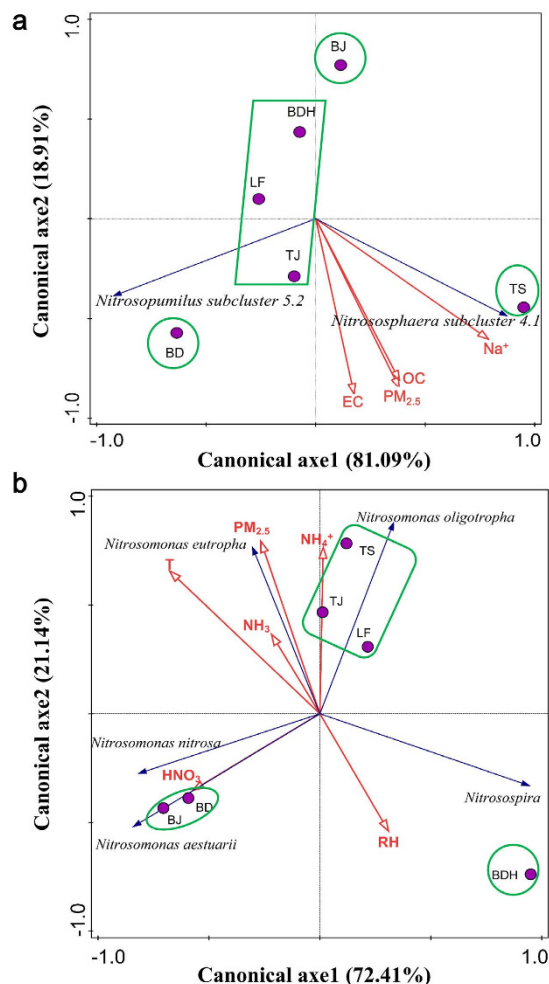 a
1.0
BJ
BDH
LF
TJ
TS
Nitrosopumilus subcluster 5.2
Nitrososphaera subcluster 4.1
BD
Na⁺
OC
PM₂.₅
EC
Canonical axe2 (18.91%)
-1.0
-1.0
1.0
Canonical axe1 (81.09%)
b
1.0
Nitrosomonas oligotropha
PM₂.₅
NH₄⁺
Nitrosomonas eutropha
TS
T
TJ
NH₃
LF
Canonical axe2 (21.14%)
Nitrosomonas nitrosa
HNO₃
Nitrosospira
BJ
BD
Nitrosomonas aestuarii
RH
BDH
-1.0
-1.0
1.0
Canonical axe1 (72.41%)